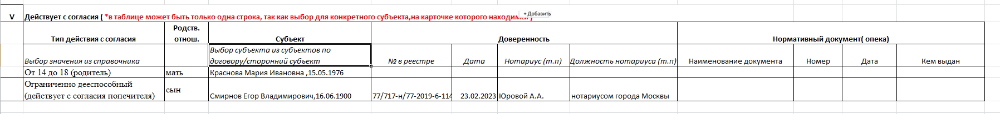 V Действует с согласия ( *в таблице может быть только одна строка, так как выбор для конкретного субъекта,на карточке которого находимся )
+ Добавить
Тип действия с согласия Родств. отнош. Субъект Доверенность Нормативный документ( опека)
Выбор значения из справочника Выбор субъекта из субъектов по договору/сторонний субъект № в реестре Дата Нотариус (т.п) Должность нотариуса (т.п) Наименование документа Номер Дата Кем выдан
От 14 до 18 (родитель) мать Краснова Мария Ивановна ,15.05.1976
Ограниченно дееспособный (действует с согласия попечителя) сын Смирнов Егор Владимирович,16.06.1900 77/717-н/77-2019-6-114 23.02.2023 Юровой А.А. нотариусом города Москвы